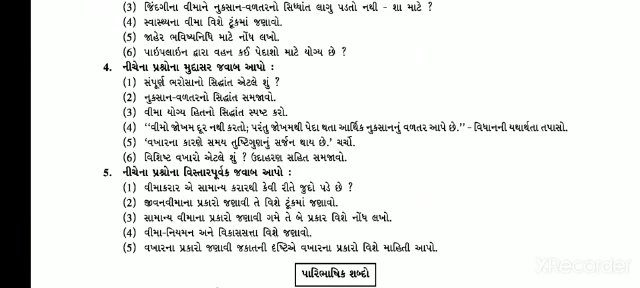 (3) જિંદગીના વીમાને નુકસાન-વળતરનો સિદ્ધાંત લાગુ પડતો નથી - શા માટે ?
(4) સ્વાસ્થ્યના વીમા વિશે ટૂંકમાં જણાવો.
(5) જાહેર ભવિષ્યનિધિ માટે નોંધ લખો.
(6) પાઇપલાઇન દ્વારા વહન કઈ પેદાશો માટે યોગ્ય છે ?
4. નીચેના પ્રશ્નોના મુદ્દાસર જવાબ આપો :
(1) સંપૂર્ણ ભરોસાનો સિદ્ધાંત એટલે શું ?
(2) નુકસાન-વળતરનો સિદ્ધાંત સમજાવો.
(3) વીમા યોગ્ય હિતનો સિદ્ધાંત સ્પષ્ટ કરો.
(4) ‘‘વીમો જોખમ દૂર નથી કરતો; પરંતુ જોખમથી પેદા થતા આર્થિક નુકસાનનું વળતર આપે છે.’’ - વિધાનની યથાર્થતા તપાસો.
(5) ‘વખારના કારણે સમય તુષ્ટિગુણનું સર્જન થાય છે.’ ચર્ચો.
(6) વિશિષ્ટ વખારો એટલે શું ? ઉદાહરણ સહિત સમજાવો.
5. નીચેના પ્રશ્નોના વિસ્તારપૂર્વક જવાબ આપો :
(1) વીમાકરાર એ સામાન્ય કરારથી કેવી રીતે જુદો પડે છે ?
(2) જીવનવીમાના પ્રકારો જણાવી તે વિશે ટૂંકમાં જણાવો.
(3) સામાન્ય વીમાના પ્રકારો જણાવી ગમે તે બે પ્રકાર વિશે નોંધ લખો.
(4) વીમા-નિયમન અને વિકાસસત્તા વિશે જણાવો.
(5) વખારના પ્રકારો જણાવી જકાતની દૃષ્ટિએ વખારના પ્રકારો વિશે માહિતી આપો.
પારિભાષિક શબ્દો
XRecorder